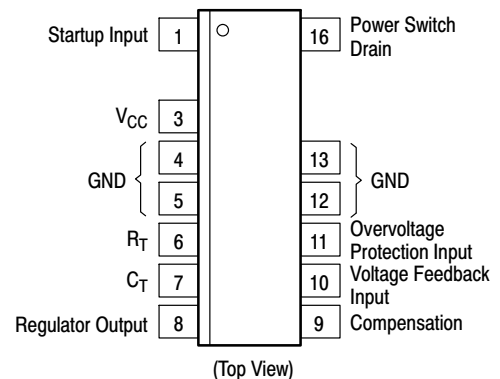 Startup Input 1
16 Power Switch
Drain
VCC 3
4
13
GND
GND
5
12
RT 6
11 Overvoltage
Protection Input
CT 7
10 Voltage Feedback
Input
Regulator Output 8
9 Compensation
(Top View)